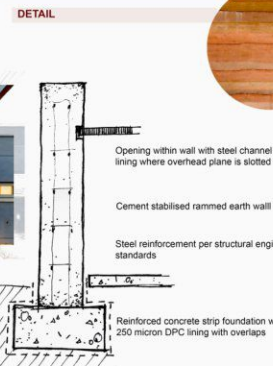 DETAIL
Opening within wall with steel channel
lining where overhead plane is slotted
Cement stabilised rammed earth walll
Steel reinforcement per structural engi
standards
Reinforced concrete strip foundation w
250 micron DPC lining with overlaps